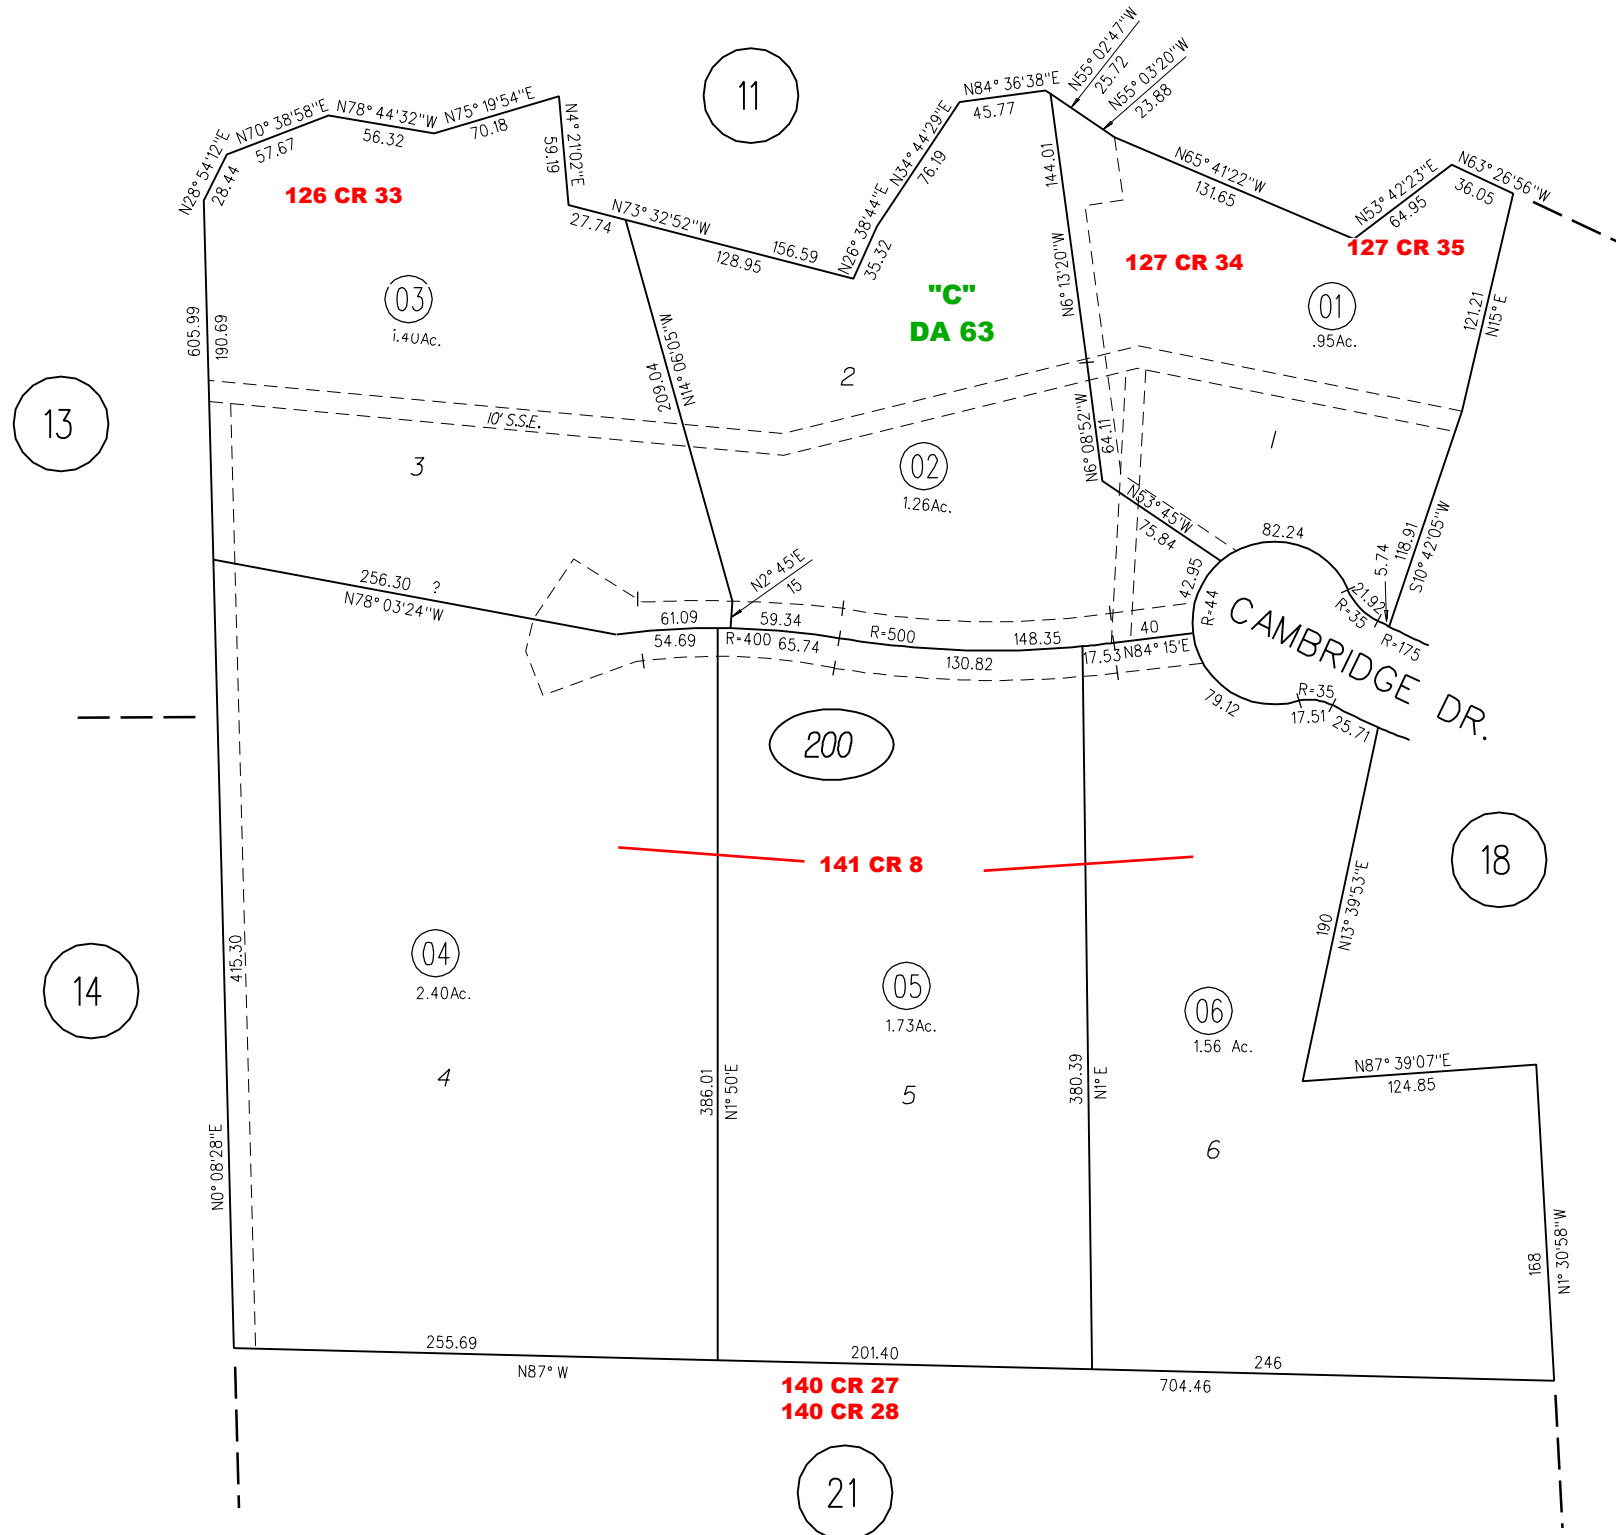 11
N28° 54'12"E
28.44
N70° 38'58"E
57.67
N78° 44'32"W
56.32
N75° 19'54"E
70.18
N4° 21'02"E
59.19
N73° 32'52"W
27.74
128.95
156.59
N26° 38'44"E
35.32
N34° 44'29"E
76.19
N84° 36'38"E
45.77
N55° 02'47"W
25.72
N55° 03'20"W
23.88
N65° 41'22"W
131.65
N53° 42'23"E
64.95
N63° 26'56"W
36.05
126 CR 33
127 CR 34
127 CR 35
"C"
DA 63
03
1.40Ac.
01
.95Ac.
605.99
190.69
144.01
N6° 13'20"W
121.21
N15° E
N14° 06'05"W
209.04
2
13
10' S.S.E.
3
02
1.26Ac.
1
N6° 08'52"W
64.11
N53° 45'W
75.84
82.24
42.95
R=44
5.74
118.91
S10° 42'05"W
21.92
R=35
R=175
CAMBRIDGE DR.
256.30 ?
N78° 03'24"W
N2° 45'E
15
61.09
54.69
59.34
R=400
65.74
R=500
148.35
130.82
40
17.53
N84° 15'E
79.12
R=35
17.51
25.71
200
141 CR 8
18
190
N13° 39'53"E
14
415.30
04
2.40Ac.
4
05
1.73Ac.
5
06
1.56 Ac.
6
386.01
N1° 50'E
380.39
N1° E
N87° 39'07"E
124.85
N0° 08'28"E
168
N1° 30'58"W
255.69
N87° W
201.40
246
704.46
140 CR 27
140 CR 28
21